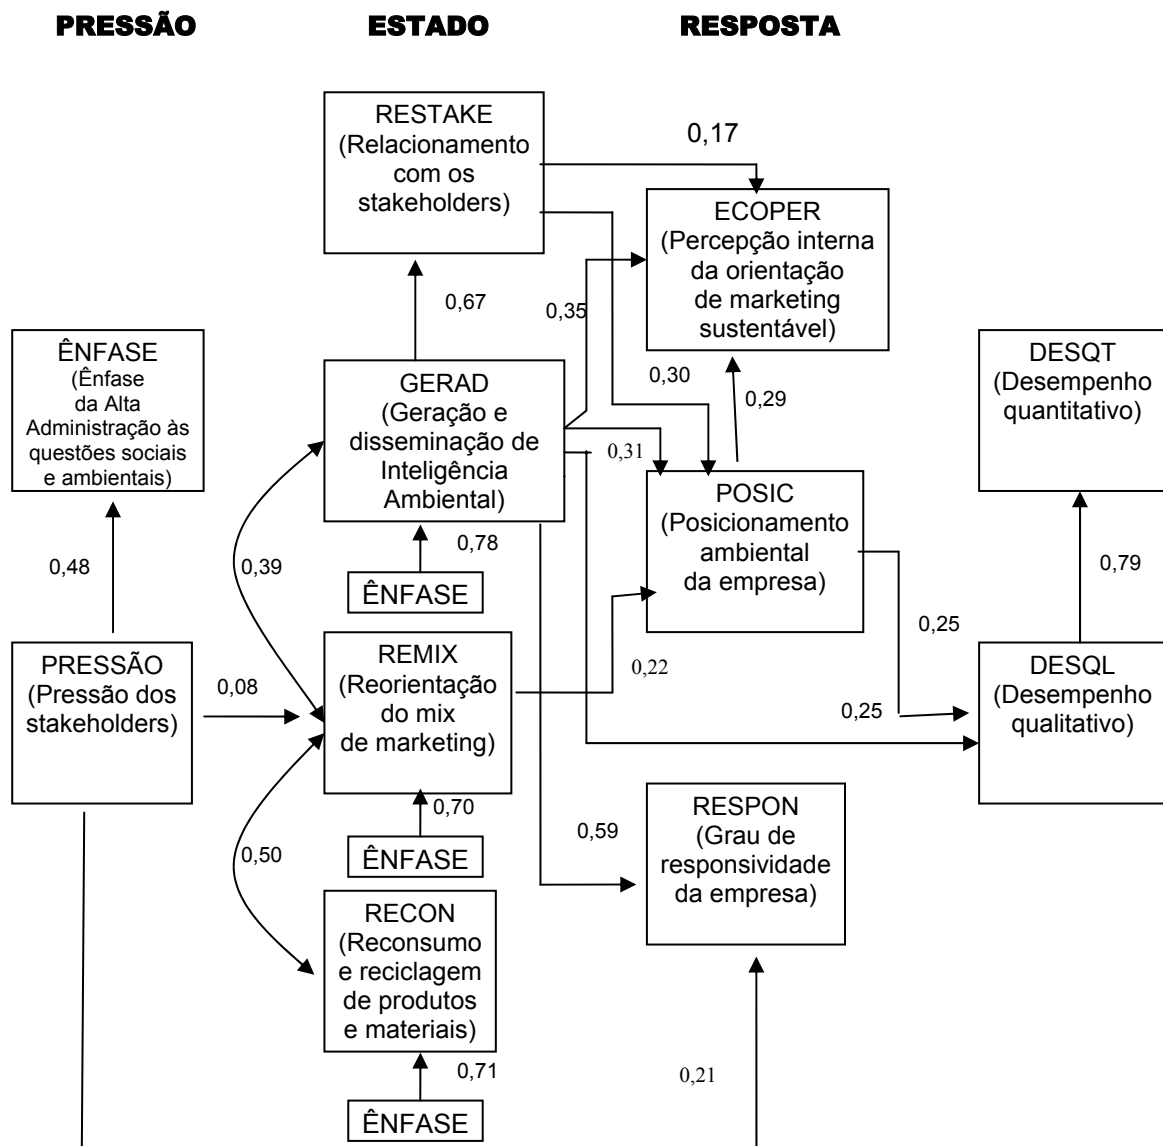 PRESSÃO
ESTADO
RESPOSTA
RESTAKE
(Relacionamento
com os
stakeholders)
0,17
ECOPER
(Percepção interna
da orientação
de marketing
sustentável)
0,67
0,35
ÊNFASE
(Ênfase
da Alta
Administração às
questões sociais
e ambientais)
GERAD
(Geração e
disseminação de
Inteligência
Ambiental)
0,30
0,29
0,31
DESQT
(Desempenho
quantitativo)
POSIC
(Posicionamento
ambiental
da empresa)
0,48
0,39
0,78
ÊNFASE
0,79
0,25
PRESSÃO
(Pressão dos
stakeholders)
0,08
REMIX
(Reorientação
do mix
de marketing)
0,22
0,25
DESQL
(Desempenho
qualitativo)
0,70
ÊNFASE
0,50
0,59
RESPON
(Grau de
responsividade
da empresa)
RECON
(Reconsumo
e reciclagem
de produtos
e materiais)
0,71
ÊNFASE
0,21